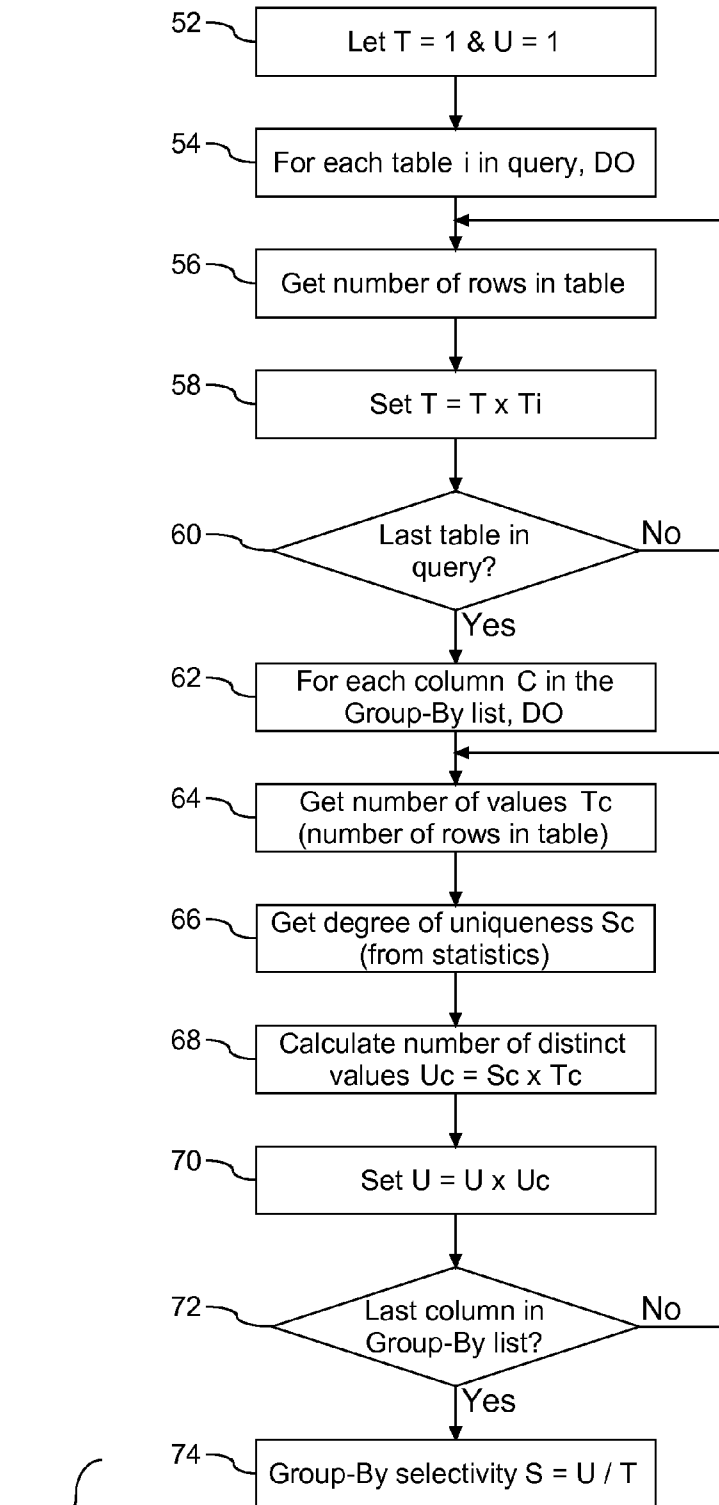 52
Let T = 1 & U = 1
54
For each table i in query, DO
56
Get number of rows in table
58
Set T = T x Ti
60
Last table in
query?
No
Yes
62
For each column C in the
Group-By list, DO
64
Get number of values Tc
(number of rows in table)
66
Get degree of uniqueness Sc
(from statistics)
68
Calculate number of distinct
values Uc = Sc x Tc
70
Set U = U x Uc
72
Last column in
Group-By list?
No
Yes
74
Group-By selectivity S = U / T